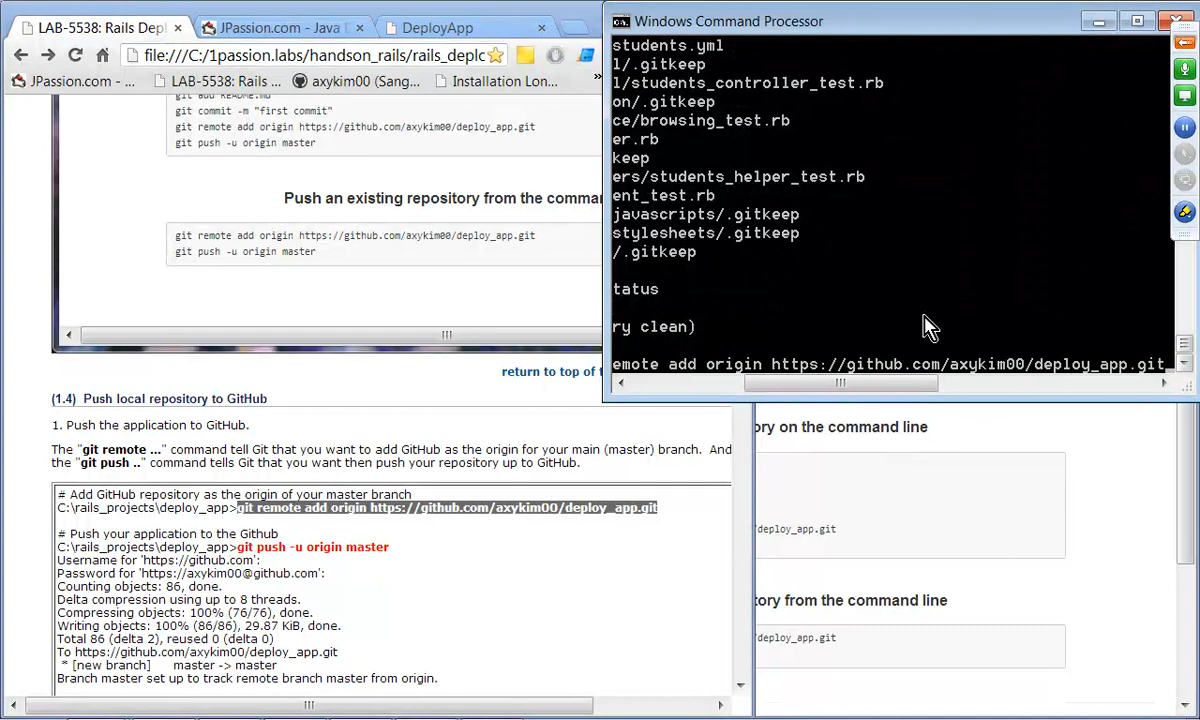 LAB-5538: Rails Depl
JPassion.com - Java D
DeployApp
file:///C:/1passion.labs/handson_rails/rails_deplc
JPassion.com - ...
LAB-5538: Rails ...
axykim00 (Sang...
Installation Lon...
»
git add README.md
git commit -m "first commit"
git remote add origin https://github.com/axykim00/deploy_app.git
git push -u origin master
Push an existing repository from the comma
git remote add origin https://github.com/axykim00/deploy_app.git
git push -u origin master
return to top of t
(1.4) Push local repository to GitHub
1. Push the application to GitHub.
The "git remote ..." command tell Git that you want to add GitHub as the origin for your main (master) branch. And
the "git push .." command tells Git that you want then push your repository up to GitHub.
# Add GitHub repository as the origin of your master branch
C:\rails_projects\deploy_app>git remote add origin https://github.com/axykim00/deploy_app.git
# Push your application to the Github
C:\rails_projects\deploy_app>git push -u origin master
Username for 'https://github.com':
Password for 'https://axykim00@github.com':
Counting objects: 86, done.
Delta compression using up to 8 threads.
Compressing objects: 100% (76/76), done.
Writing objects: 100% (86/86), 29.87 KiB, done.
Total 86 (delta 2), reused 0 (delta 0)
To https://github.com/axykim00/deploy_app.git
* [new branch] master -> master
Branch master set up to track remote branch master from origin.
Windows Command Processor
students.yml
l/.gitkeep
l/students_controller_test.rb
on/.gitkeep
ce/browsing_test.rb
er.rb
keep
ers/students_helper_test.rb
ent_test.rb
javascripts/.gitkeep
stylesheets/.gitkeep
/.gitkeep
tatus
ry clean)
emote add origin https://github.com/axykim00/deploy_app.git
ory on the command line
/deploy_app.git
tory from the command line
/deploy_app.git